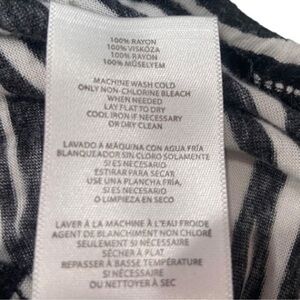 100% RAYON
100% VISKÓZA
100% RAYON
100% MŰSELYEM
MACHINE WASH COLD
ONLY NON-CHLORINE BLEACH
WHEN NEEDED
LAY FLAT TO DRY
COOL IRON IF NECESSARY
OR DRY CLEAN
LAVADO A MÁQUINA CON AGUA FRÍA
BLANQUEADOR SIN CLORO SOLAMENTE
SI ES NECESARIO
ESTIRAR PARA SECAR
USE UNA PLANCHA FRÍA,
SI ES NECESARIO
O LIMPIEZA EN SECO
LAVER À LA MACHINE À L'EAU FROIDE
AGENT DE BLANCHIMENT NON CHLORÉ
SEULEMENT SI NÉCESSAIRE
SÉCHER À PLAT
REPASSER À BASSE TEMPÉRATURE
SI NÉCESSAIRE
OU NETTOYER À SEC